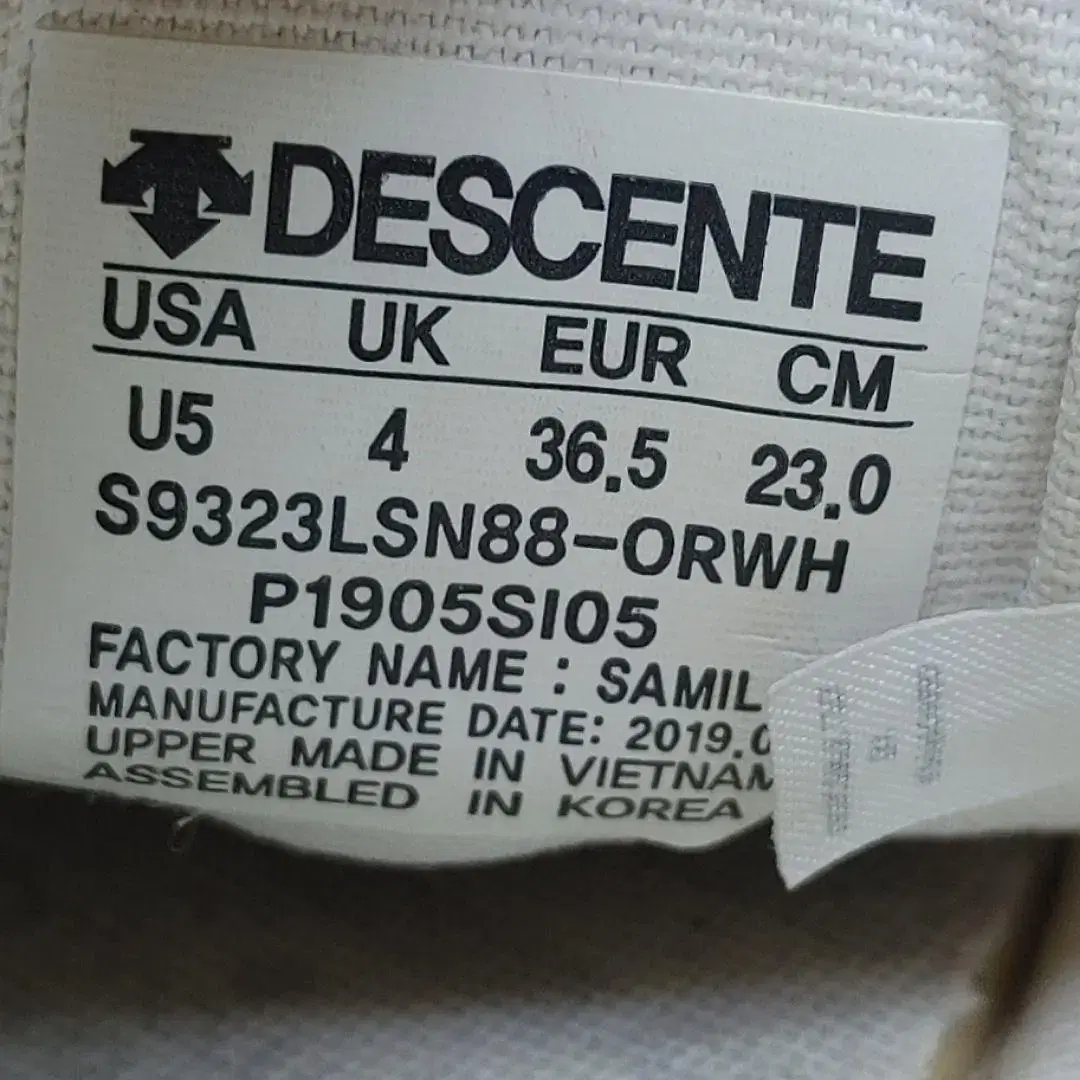 DESCENTE
USA UK EUR CM
U5 4 36.5 23.0
S9323LSN88-ORWH
P1905SI05
FACTORY NAME : SAMIL
MANUFACTURE DATE: 2019.0
UPPER MADE IN VIETNAM
ASSEMBLED IN KOREA